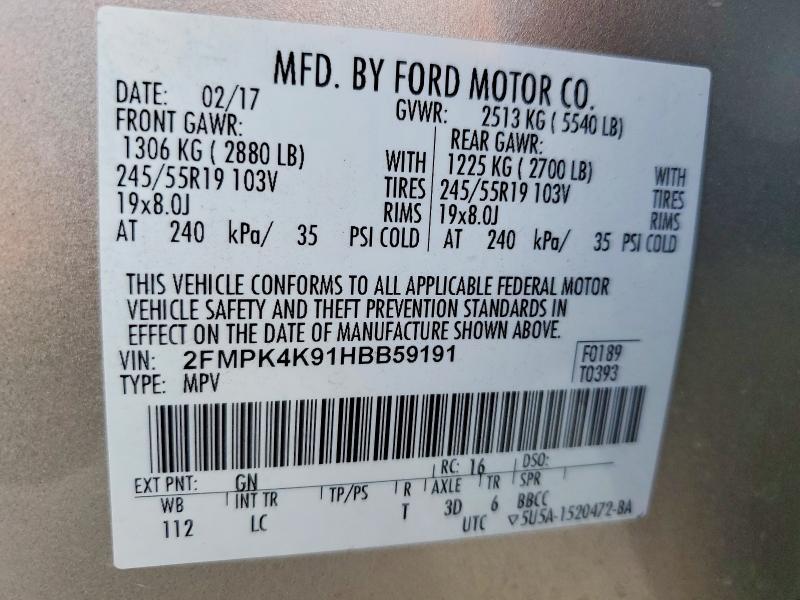 MFD. BY FORD MOTOR CO.
DATE: 02/17 GVWR: 2513 KG ( 5540 LB)
FRONT GAWR: REAR GAWR:
1306 KG ( 2880 LB) WITH 1225 KG ( 2700 LB) WITH
245/55R19 103V TIRES 245/55R19 103V TIRES
19x8.0J RIMS 19x8.0J RIMS
AT 240 kPa/ 35 PSI COLD AT 240 kPa/ 35 PSI COLD
THIS VEHICLE CONFORMS TO ALL APPLICABLE FEDERAL MOTOR
VEHICLE SAFETY AND THEFT PREVENTION STANDARDS IN
EFFECT ON THE DATE OF MANUFACTURE SHOWN ABOVE.
VIN: 2FMPK4K91HBB59191 F0189
TYPE: MPV T0393
EXT PNT: GN RC: 16 DSO:
WB INT TR TP/PS R AXLE TR SPR
112 LC T 3D 6 BBCC
UTC ▽5U5A-1520472-BA